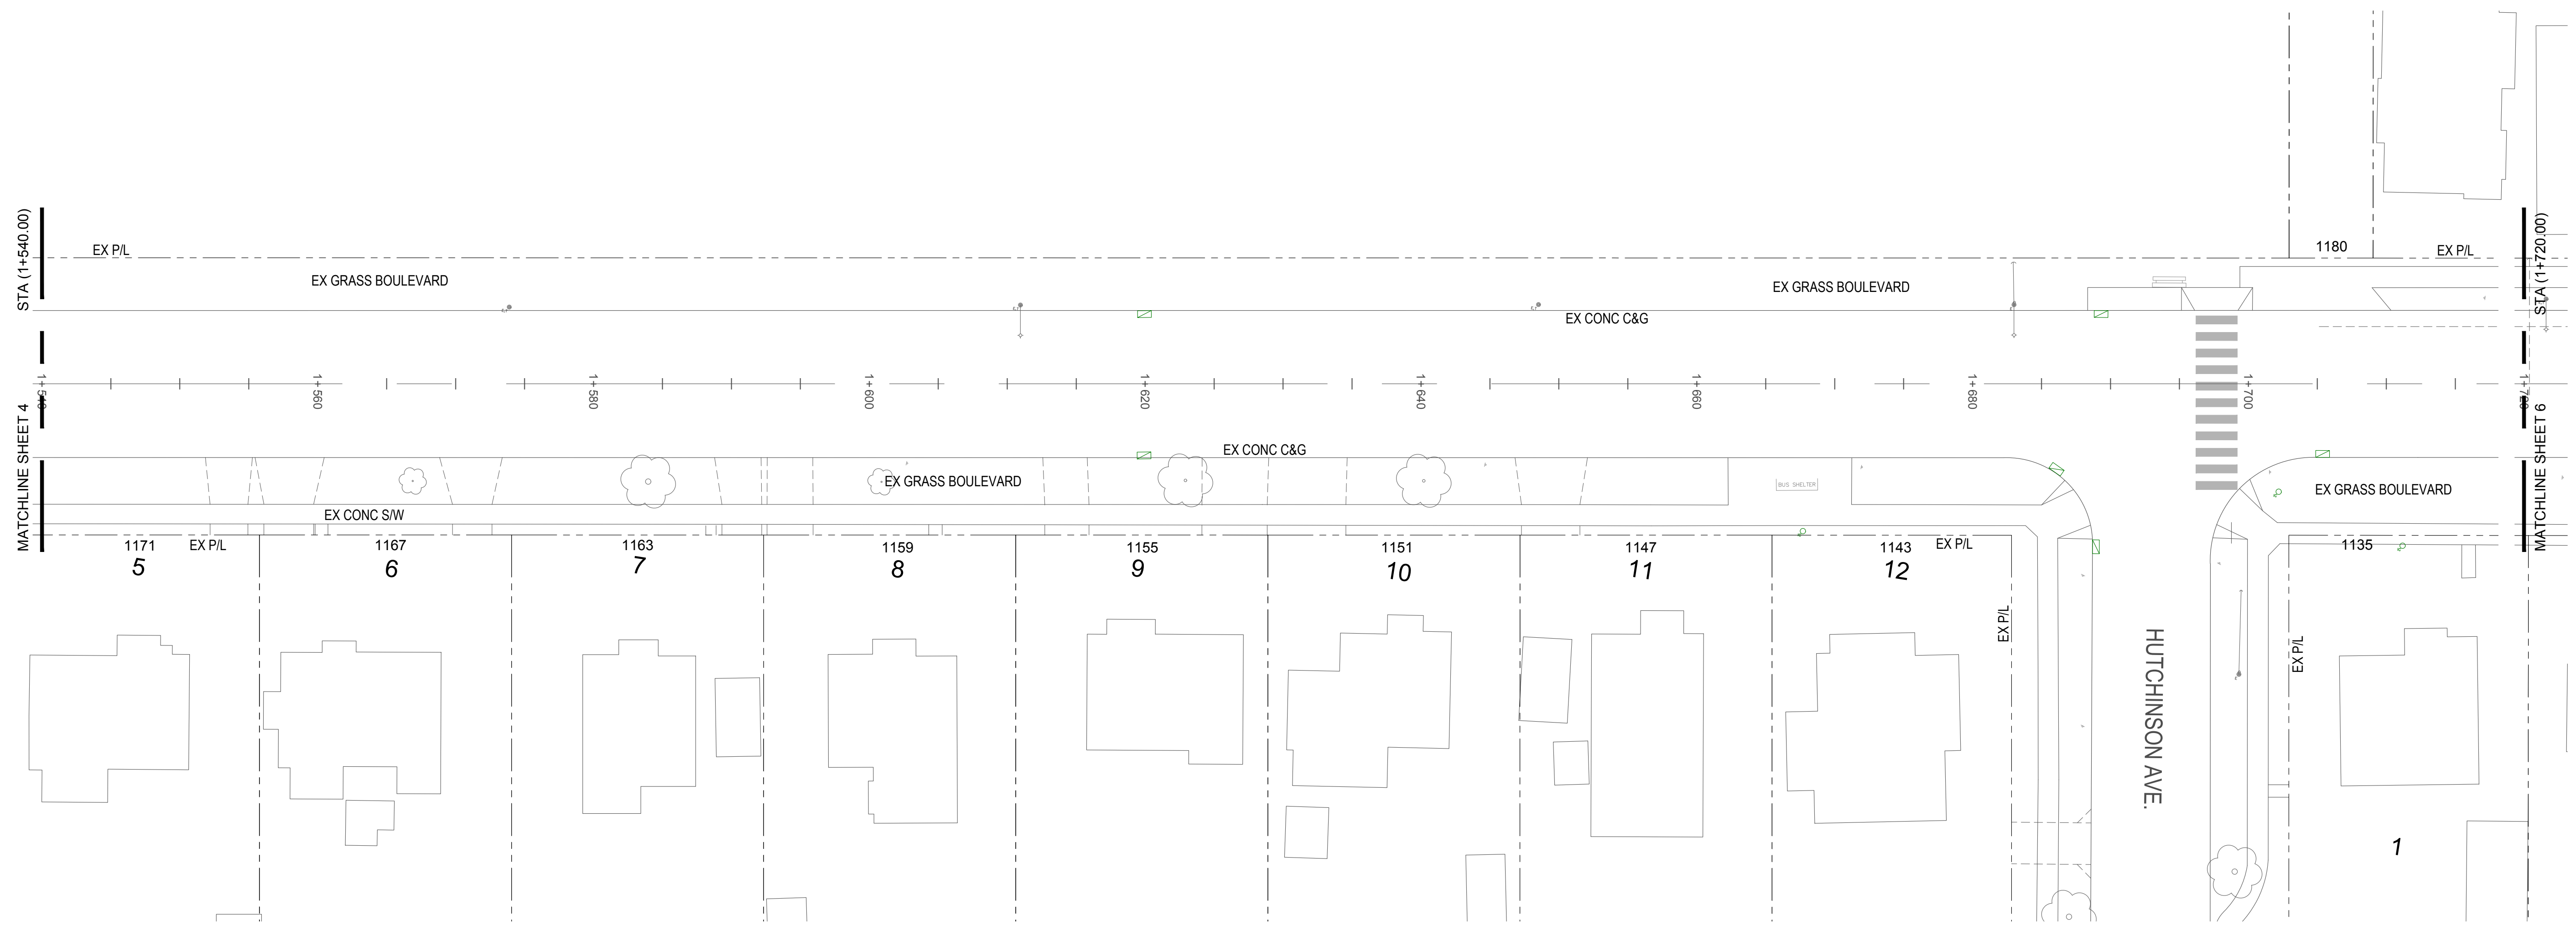 STA (1+540.00)
EX P/L
EX GRASS BOULEVARD
EX GRASS BOULEVARD
EX CONC C&G
1180
EX P/L
STA (1+720.00)
1+540
1+560
1+580
1+600
1+620
1+640
1+660
1+680
1+700
1+720
MATCHLINE SHEET 4
MATCHLINE SHEET 6
EX CONC C&G
EX GRASS BOULEVARD
BUS SHELTER
EX GRASS BOULEVARD
EX CONC S/W
1171
EX P/L
1167
1163
1159
1155
1151
1147
1143
EX P/L
1135
5
6
7
8
9
10
11
12
EX P/L
HUTCHINSON AVE.
EX P/L
1